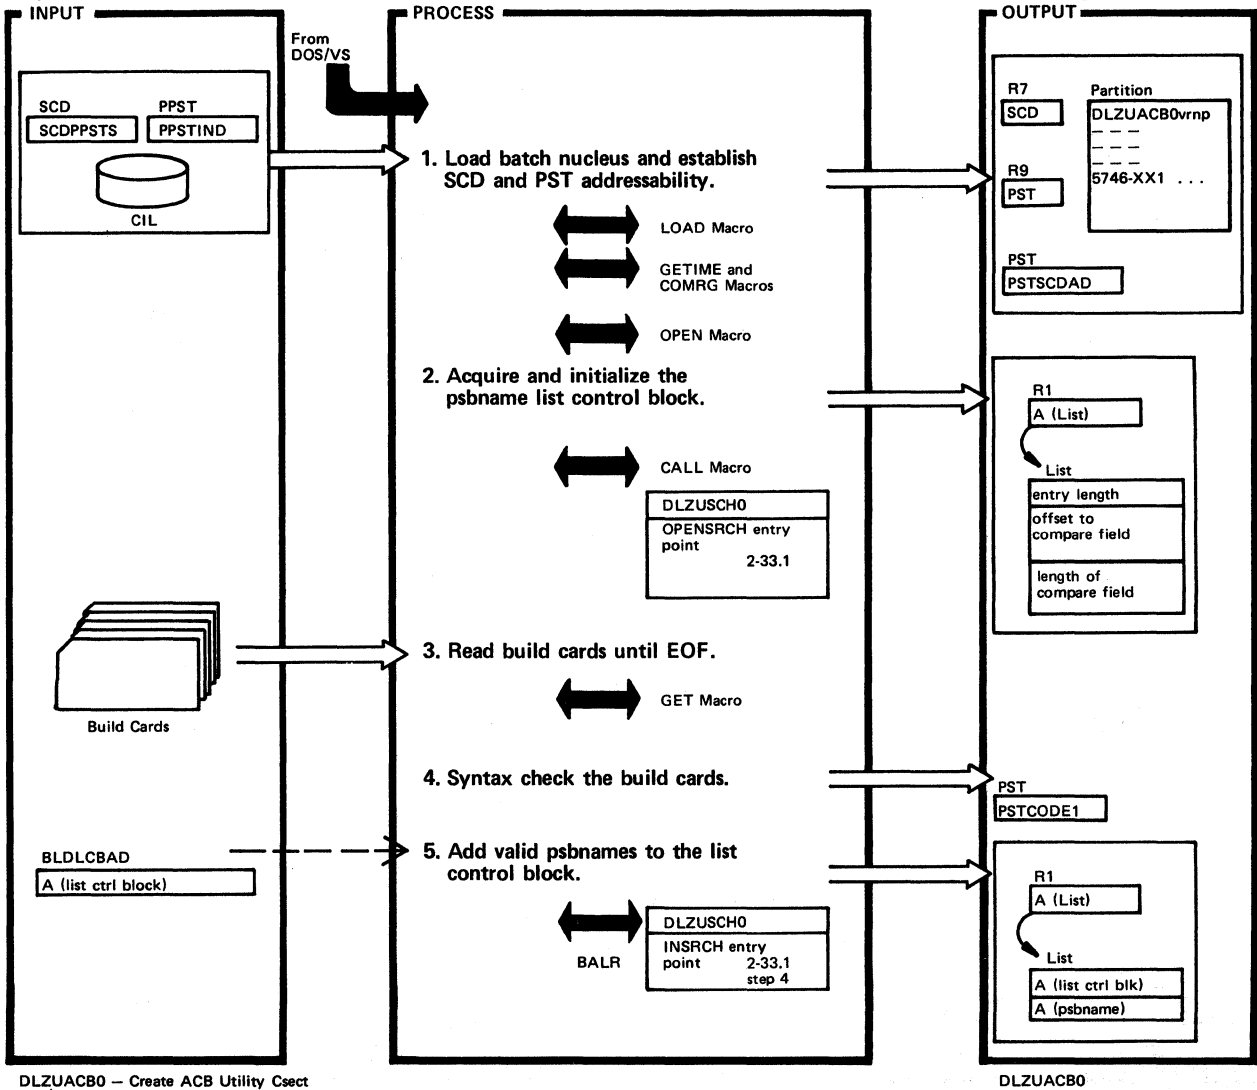 INPUT
PROCESS
OUTPUT
From
DOS/VS
SCD
PPST
SCDPPSTS
PPSTIND
CIL
1. Load batch nucleus and establish
SCD and PST addressability.
LOAD Macro
GETIME and
COMRG Macros
OPEN Macro
R7
SCD
R9
PST
Partition
DLZUACB0vrnp
— — —
— — —
— — —
5746-XX1 . . .
PST
PSTSCDAD
2. Acquire and initialize the
psbname list control block.
CALL Macro
DLZUSCH0
OPENSRCH entry
point
2-33.1
R1
A (List)
List
entry length
offset to
compare field
length of
compare field
Build Cards
3. Read build cards until EOF.
GET Macro
4. Syntax check the build cards.
PST
PSTCODE1
BLDLCBAD
A (list ctrl block)
5. Add valid psbnames to the list
control block.
BALR
DLZUSCH0
INSRCH entry
point 2-33.1
step 4
R1
A (List)
List
A (list ctrl blk)
A (psbname)
DLZUACB0 — Create ACB Utility Csect
DLZUACB0